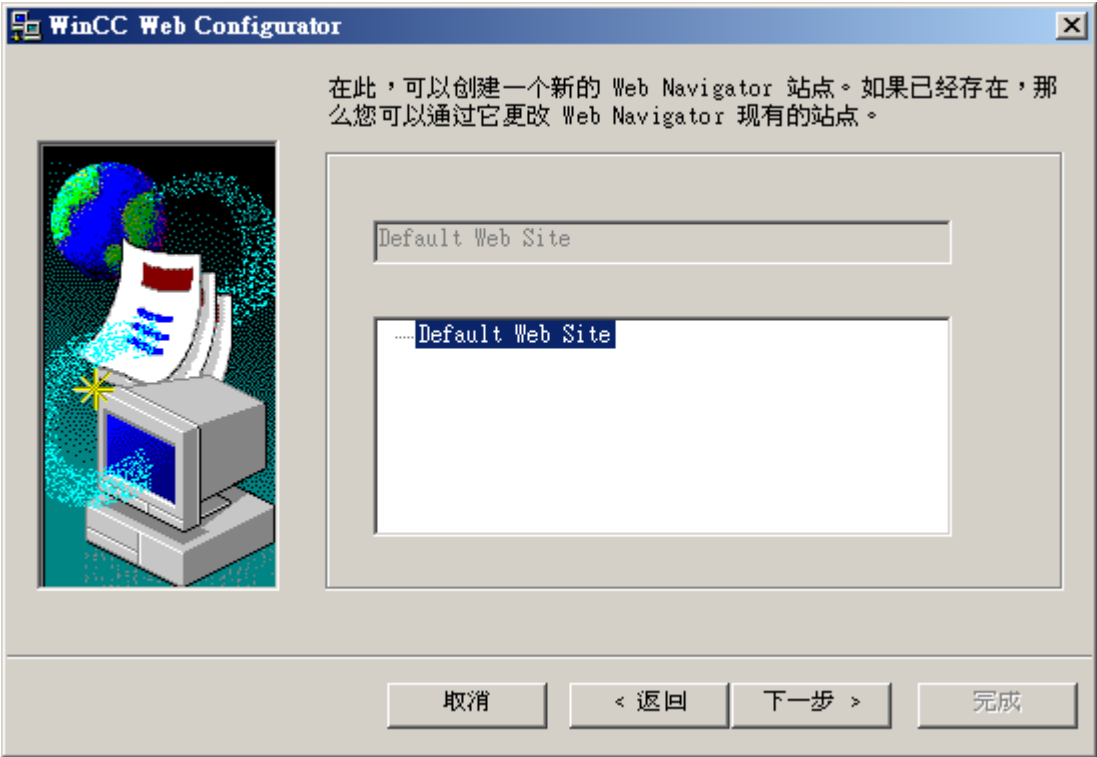 WinCC Web Configurator
在此，可以创建一个新的 Web Navigator 站点。如果已经存在，那
么您可以通过它更改 Web Navigator 现有的站点。
Default Web Site
Default Web Site
取消
< 返回
下一步 >
完成